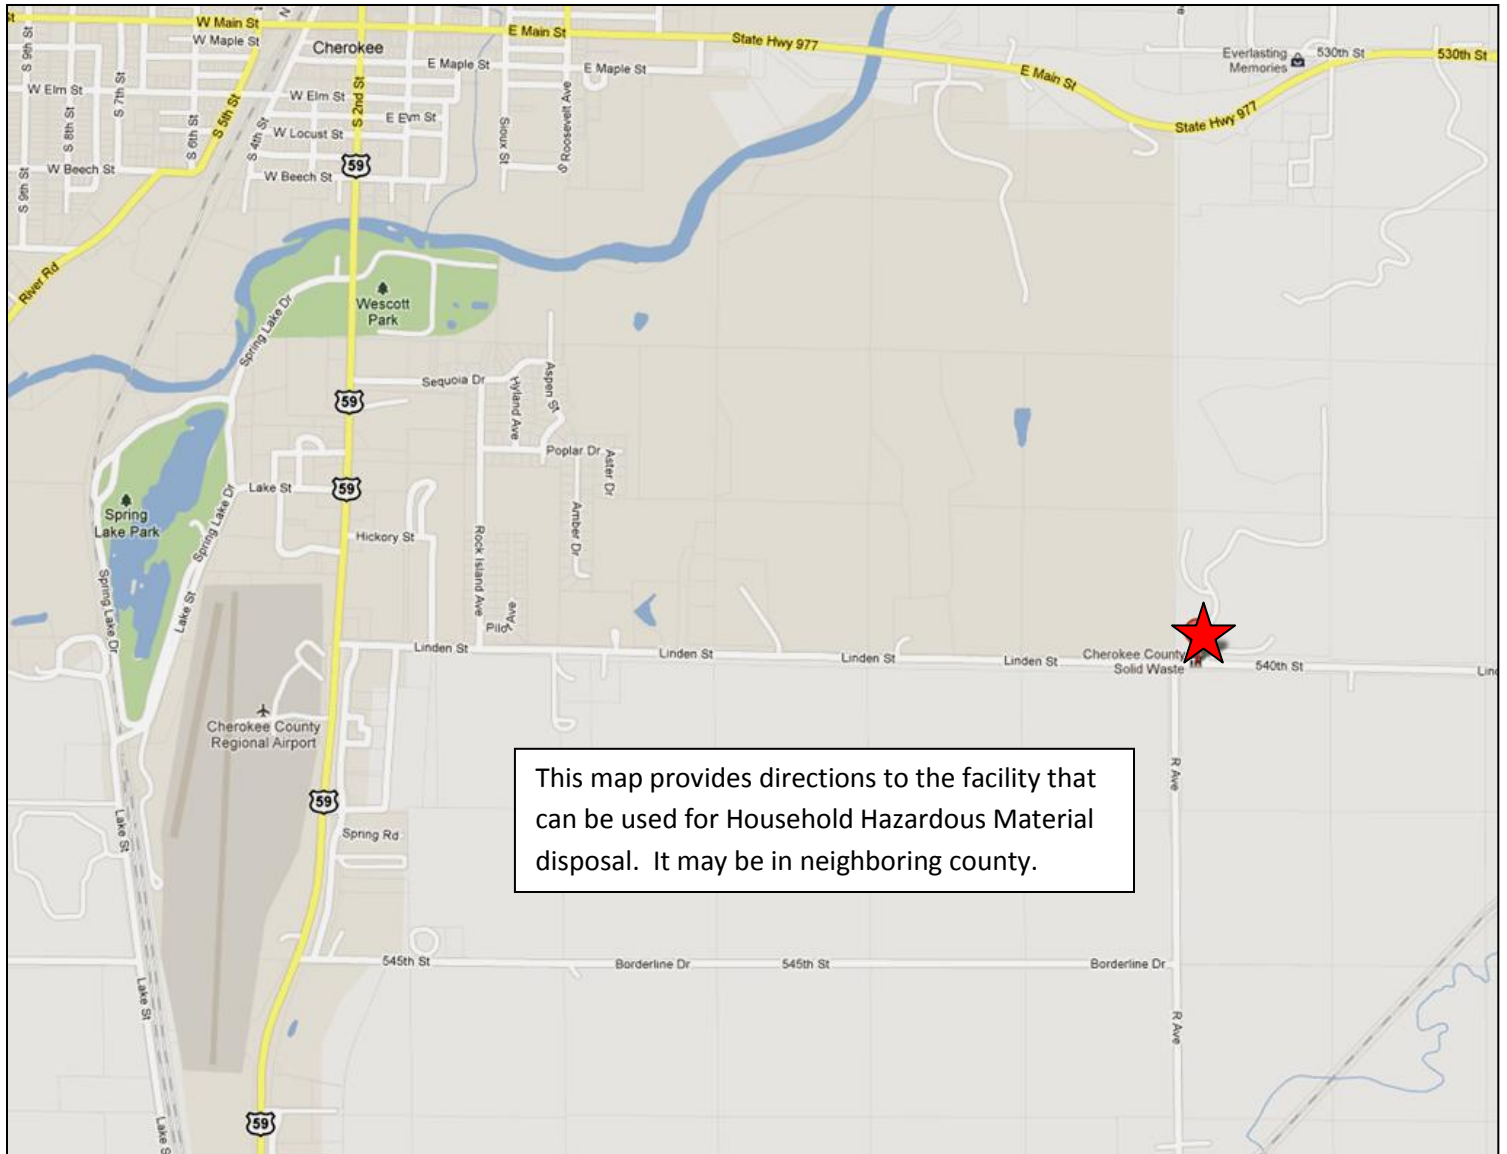 St
W Main St
N
E Main St
State Hwy 977
E Main St
State Hwy 977
530th St
530th St
Everlasting
Memories
e
S 9th St
W Maple St
Cherokee
E Maple St
E Maple St
W Elm St
S 8th St
S 7th St
S 6th St
S 5th St
S 4th St
W Elm St
S 2nd St
E Elm St
W Locust St
Sioux St
S Roosevelt Ave
59
W Beech St
W Beech St
S 9th St
River Rd
Wescott
Park
Spring Lake Dr
Sequoia Dr
Hyland Ave
Aspen St
59
Poplar Dr
Aster Dr
Lake St
59
Spring
Lake Park
Spring Lake Dr
Hickory St
Rock Island Ave
Amber Dr
Spring Lake Dr
Lake St
Pilot Ave
Linden St
Linden St
Linden St
Linden St
Cherokee County
Solid Waste
540th St
Lin
Cherokee County
Regional Airport
R Ave
59
Lake St
Spring Rd
This map provides directions to the facility that
can be used for Household Hazardous Material
disposal. It may be in neighboring county.
545th St
Borderline Dr
545th St
Borderline Dr
Lake St
R Ave
59
Lake S